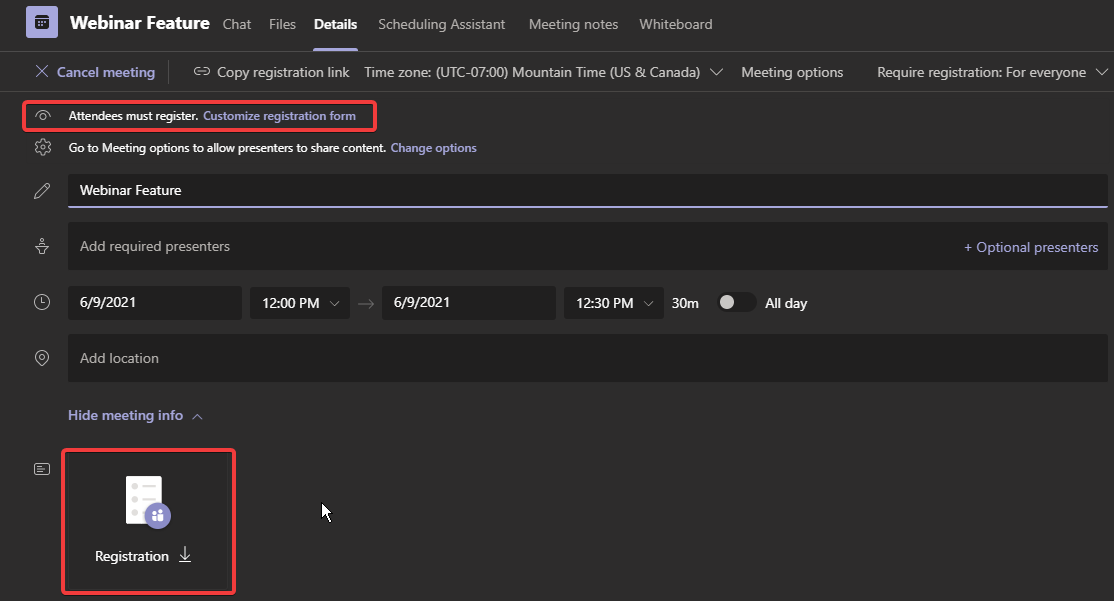 Webinar Feature Chat Files Details Scheduling Assistant Meeting notes Whiteboard
Cancel meeting Copy registration link Time zone: (UTC-07:00) Mountain Time (US & Canada) Meeting options Require registration: For everyone
Attendees must register. Customize registration form
Go to Meeting options to allow presenters to share content. Change options
Webinar Feature
Add required presenters + Optional presenters
6/9/2021 12:00 PM 6/9/2021 12:30 PM 30m All day
Add location
Hide meeting info
Registration